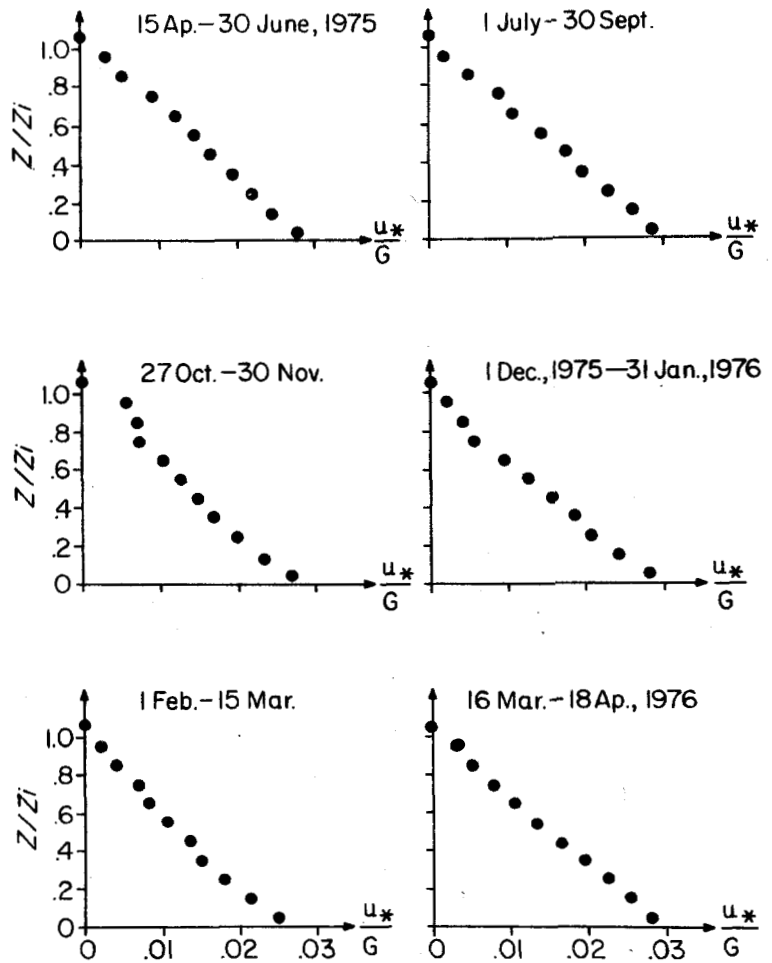 15 Ap.–30 June, 1975
1.0
.8
.6
.4
.2
0
Z/Zi
u*
G
1 July–30 Sept.
u*
G
27 Oct.–30 Nov.
1.0
.8
.6
.4
.2
0
Z/Zi
u*
G
1 Dec., 1975—31 Jan., 1976
u*
G
1 Feb.–15 Mar.
1.0
.8
.6
.4
.2
0
Z/Zi
0 .01 .02 .03
u*
G
16 Mar.–18 Ap., 1976
0 .01 .02 .03
u*
G